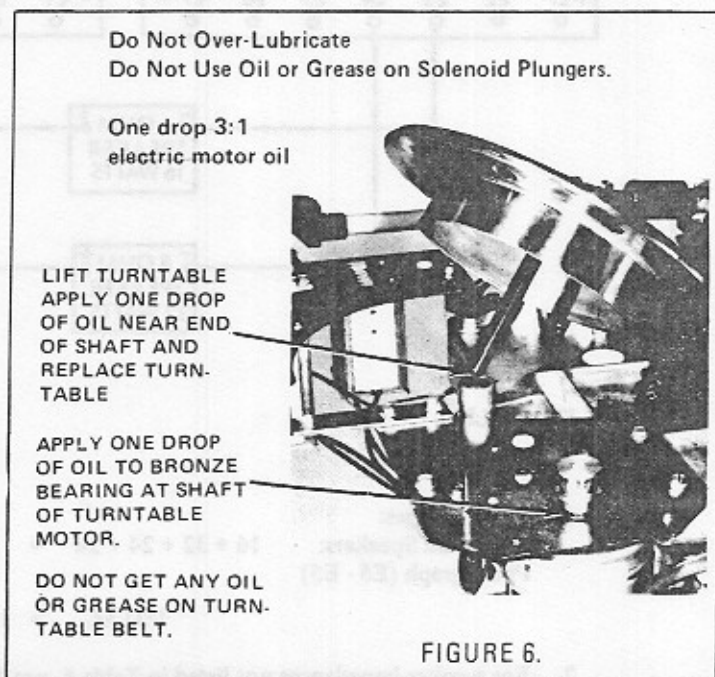 Do Not Over-Lubricate
Do Not Use Oil or Grease on Solenoid Plungers.
One drop 3:1
electric motor oil
LIFT TURNTABLE
APPLY ONE DROP
OF OIL NEAR END
OF SHAFT AND
REPLACE TURN-
TABLE
APPLY ONE DROP
OF OIL TO BRONZE
BEARING AT SHAFT
OF TURNTABLE
MOTOR.
DO NOT GET ANY OIL
OR GREASE ON TURN-
TABLE BELT.
FIGURE 6.